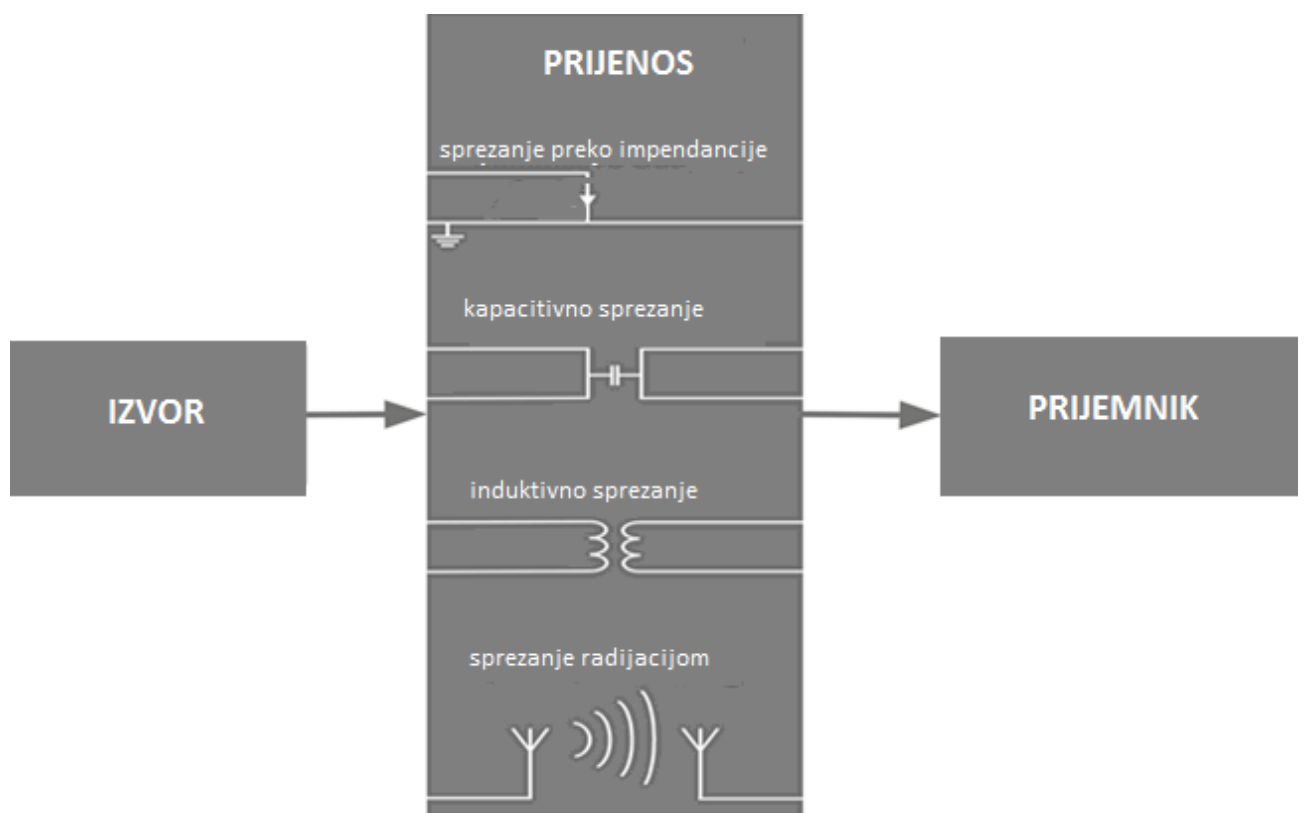 PRIJENOS
sprezanje preko impendancije
kapacitivno sprezanje
IZVOR
PRIJEMNIK
induktivno sprezanje
sprezanje radijacijom